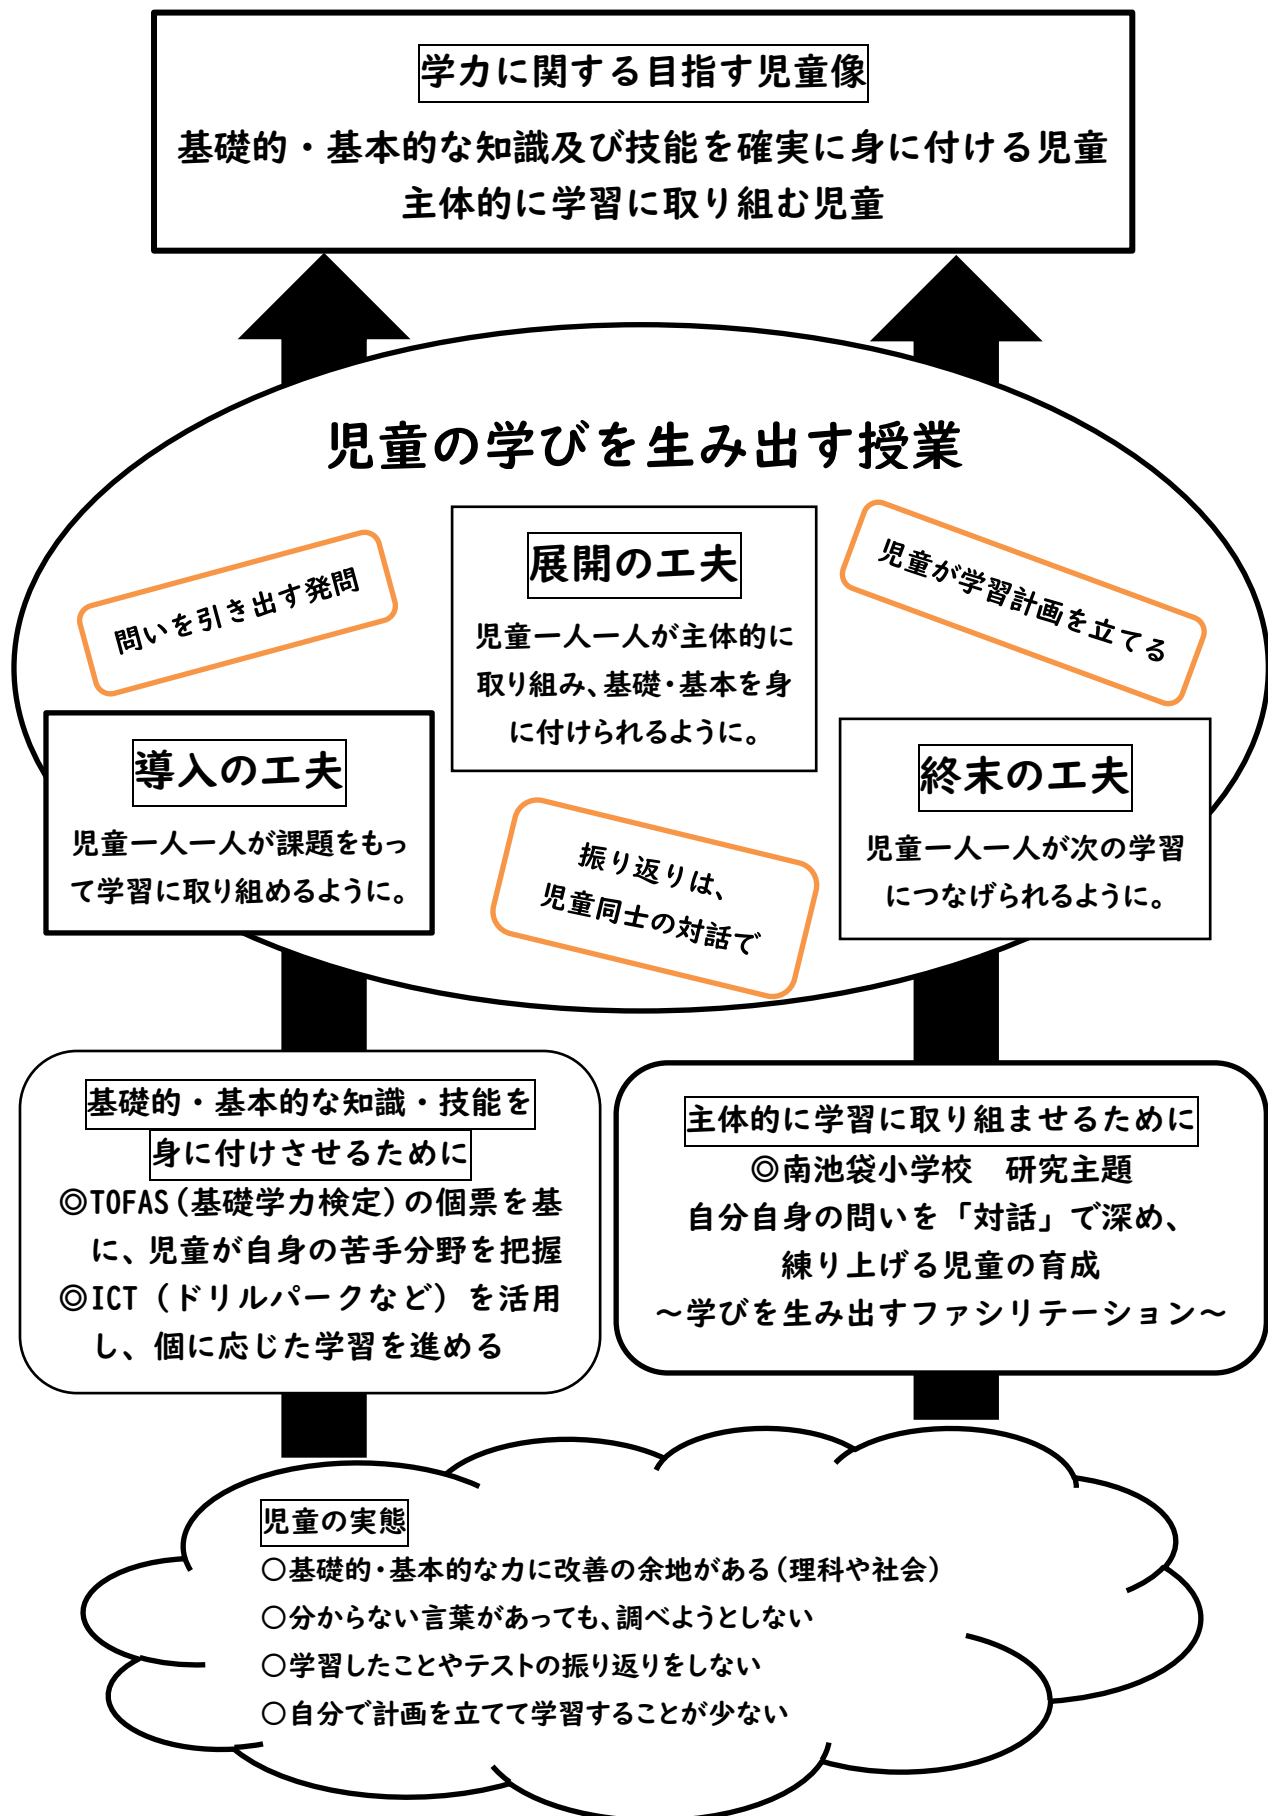 学力に関する目指す児童像
基礎的・基本的な知識及び技能を確実に身に付ける児童
主体的に学習に取り組む児童
児童の学びを生み出す授業
問いを引き出す発問
展開の工夫
児童一人一人が主体的に
取り組み、基礎・基本を身
に付けられるように。
児童が学習計画を立てる
導入の工夫
児童一人一人が課題をもっ
て学習に取り組めるように。
振り返りは、
児童同士の対話で
終末の工夫
児童一人一人が次の学習
につなげられるように。
基礎的・基本的な知識・技能を
身に付けさせるために
◎TOFAS(基礎学力検定)の個票を基
に、児童が自身の苦手分野を把握
◎ICT（ドリルパークなど）を活用
し、個に応じた学習を進める
主体的に学習に取り組ませるために
◎南池袋小学校　研究主題
自分自身の問いを「対話」で深め、
練り上げる児童の育成
～学びを生み出すファシリテーション～
児童の実態
○基礎的・基本的な力に改善の余地がある(理科や社会)
○分からない言葉があっても、調べようとしない
○学習したことやテストの振り返りをしない
○自分で計画を立てて学習することが少ない